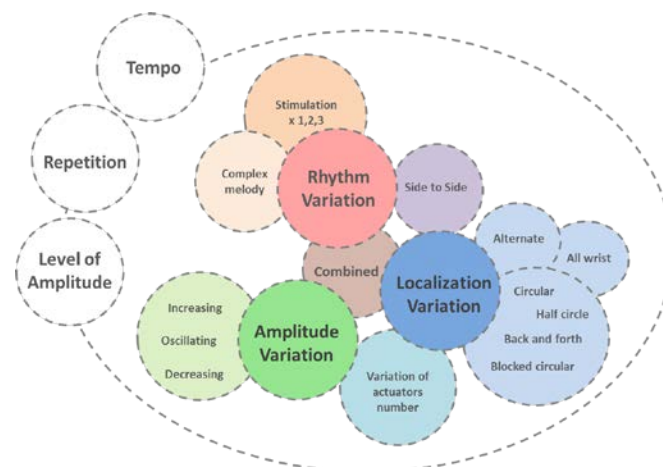 Tempo
Repetition
Level of
Amplitude
Stimulation
x 1,2,3
Complex
melody
Rhythm
Variation
Side to Side
Combined
Localization
Variation
Alternate
All wrist
Circular
Half circle
Back and forth
Blocked circular
Increasing
Oscillating
Decreasing
Amplitude
Variation
Variation of
actuators
number